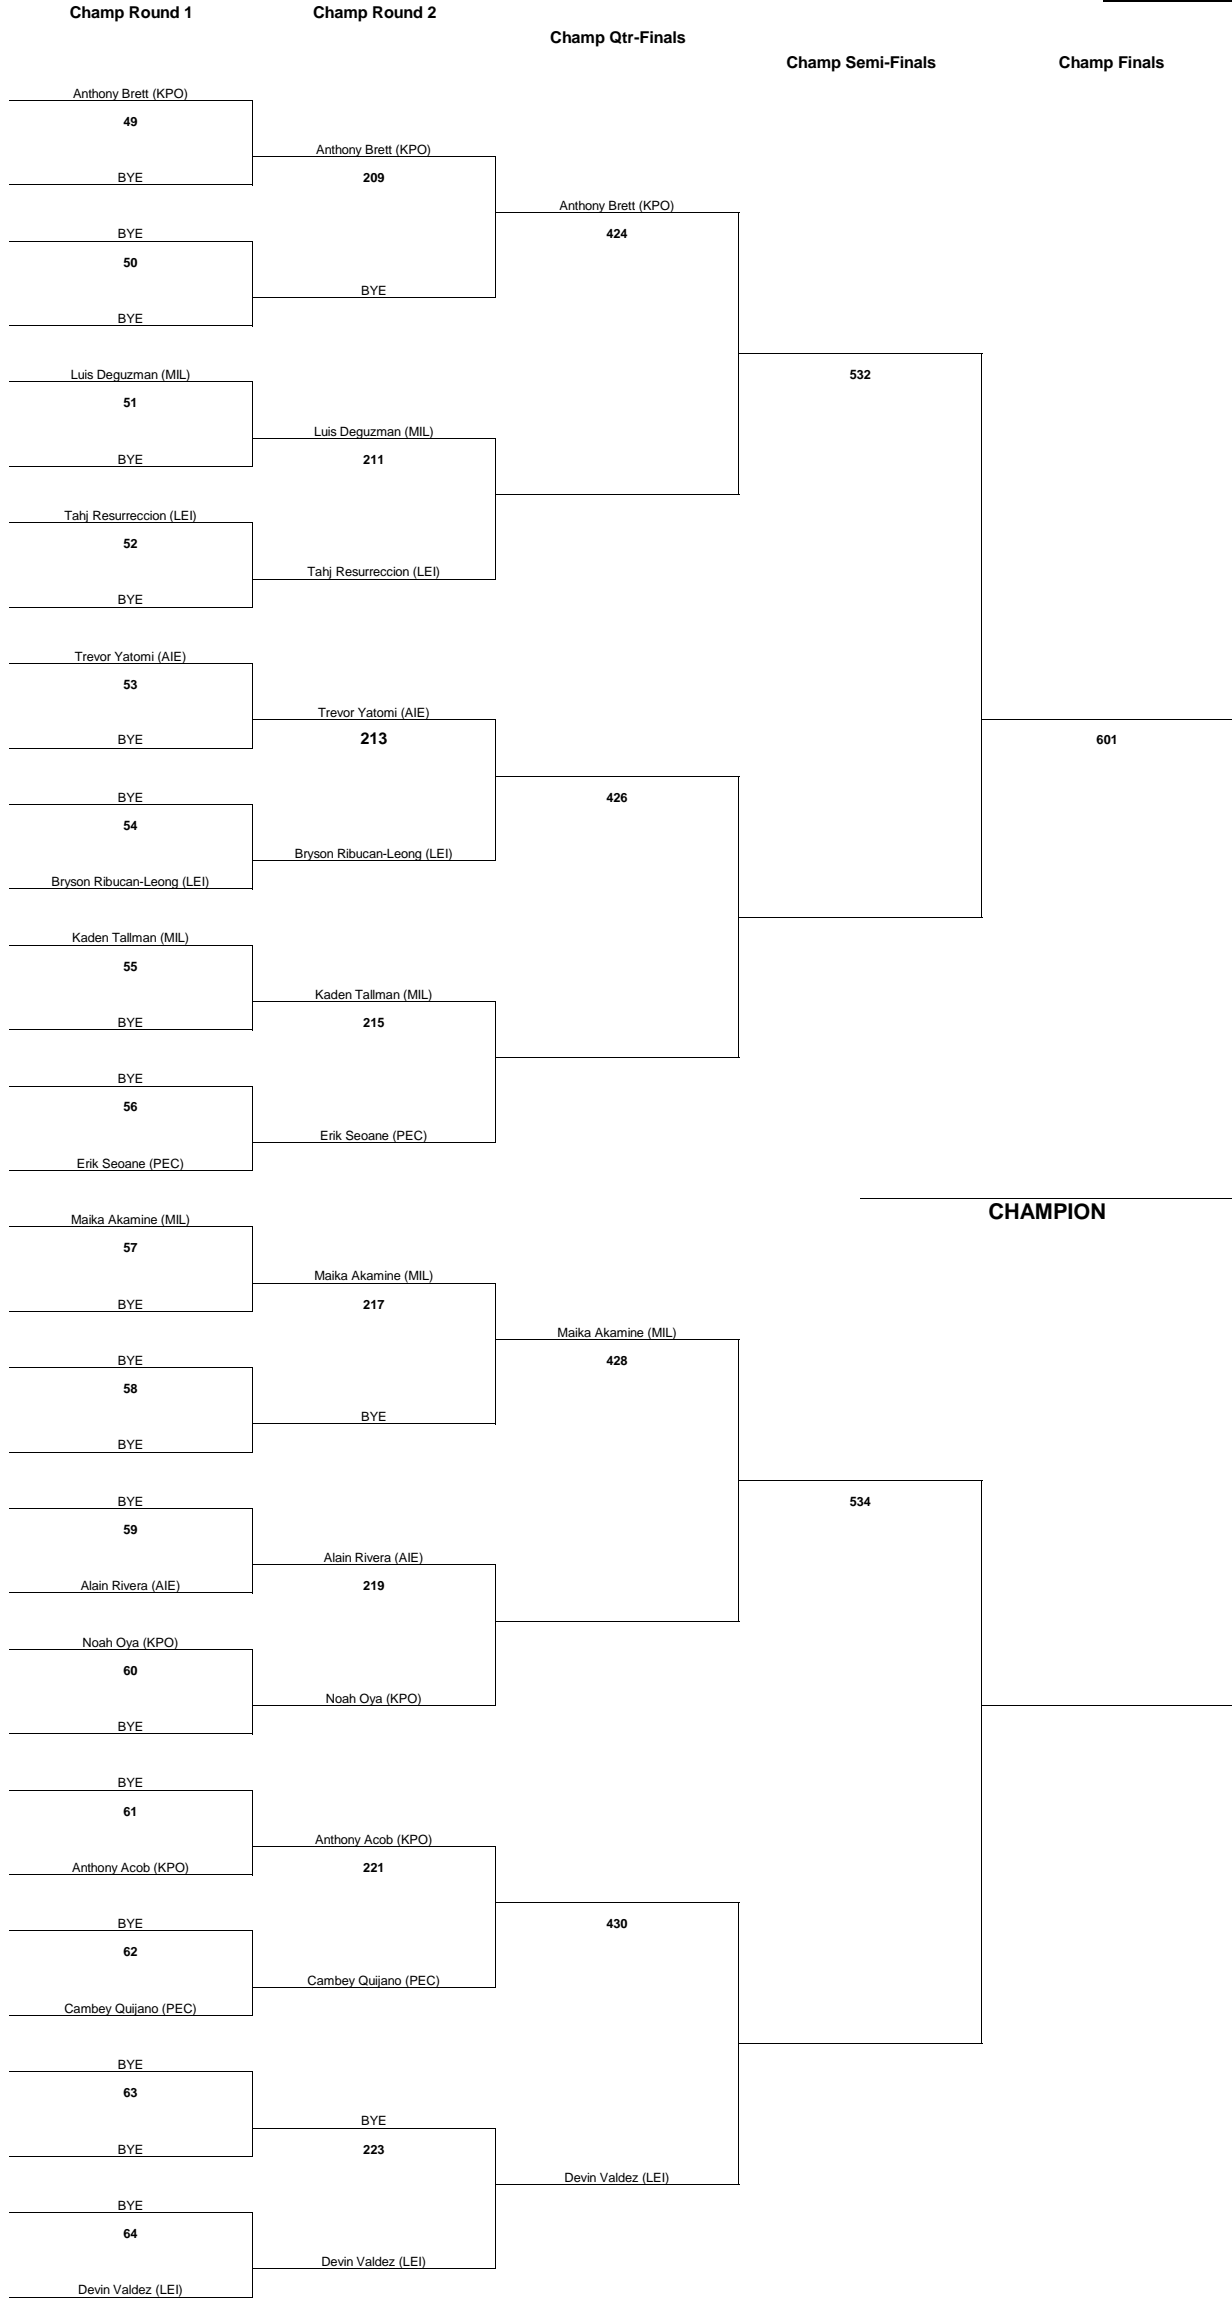 Champ Round 1
Champ Round 2
Champ Qtr-Finals
Champ Semi-Finals
Champ Finals
Anthony Brett (KPO)
49
Anthony Brett (KPO)
BYE
209
Anthony Brett (KPO)
BYE
424
50
BYE
BYE
Luis Deguzman (MIL)
532
51
Luis Deguzman (MIL)
BYE
211
Tahj Resurreccion (LEI)
52
Tahj Resurreccion (LEI)
BYE
Trevor Yatomi (AIE)
53
Trevor Yatomi (AIE)
BYE
213
601
BYE
426
54
Bryson Ribucan-Leong (LEI)
Bryson Ribucan-Leong (LEI)
Kaden Tallman (MIL)
55
Kaden Tallman (MIL)
BYE
215
BYE
56
Erik Seoane (PEC)
Erik Seoane (PEC)
CHAMPION
Maika Akamine (MIL)
57
Maika Akamine (MIL)
BYE
217
Maika Akamine (MIL)
BYE
428
58
BYE
BYE
BYE
534
59
Alain Rivera (AIE)
Alain Rivera (AIE)
219
Noah Oya (KPO)
60
Noah Oya (KPO)
BYE
BYE
61
Anthony Acob (KPO)
Anthony Acob (KPO)
221
BYE
430
62
Cambey Quijano (PEC)
Cambey Quijano (PEC)
BYE
63
BYE
BYE
223
Devin Valdez (LEI)
BYE
64
Devin Valdez (LEI)
Devin Valdez (LEI)